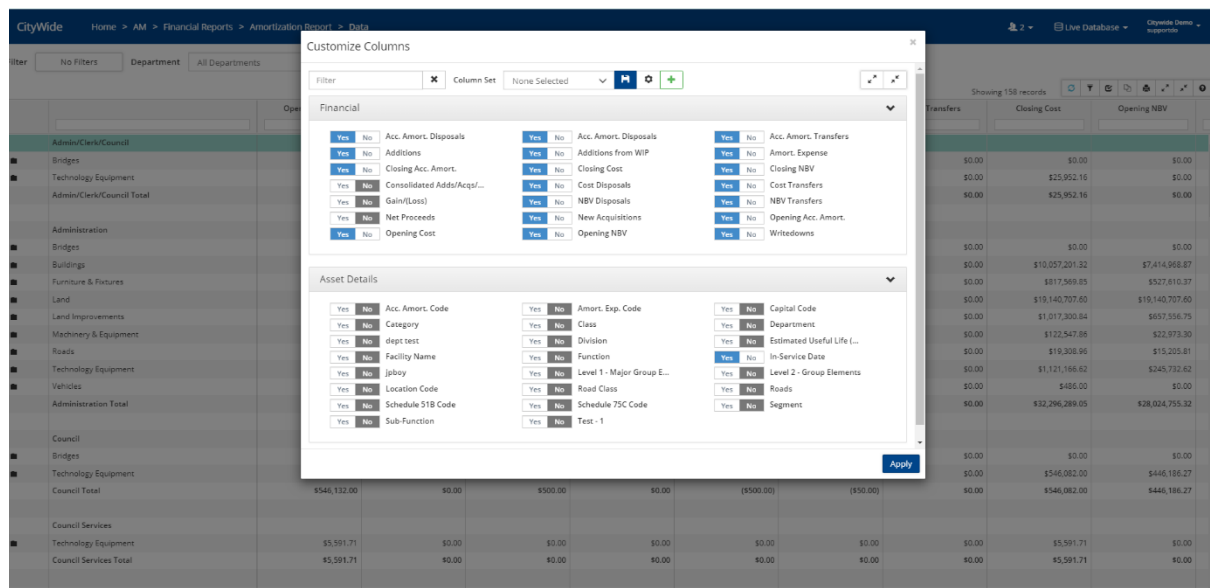 CityWide Home > AM > Financial Reports > Amortization Report > Data 2 Live Database Citywide Demo
supportdo
Customize Columns ×
Filter No Filters Department All Departments
Filter Column Set None Selected
Showing 158 records
Financial
Transfers Closing Cost Opening NBV
Yes No Acc. Amort. Disposals Yes No Acc. Amort. Disposals Yes No Acc. Amort. Transfers
Yes No Additions Yes No Additions from WIP Yes No Amort. Expense
Yes No Closing Acc. Amort. Yes No Closing Cost Yes No Closing NBV
Yes No Consolidated Adds/Acqs/... Yes No Cost Disposals Yes No Cost Transfers
Yes No Gain/(Loss) Yes No NBV Disposals Yes No NBV Transfers
Yes No Net Proceeds Yes No New Acquisitions Yes No Opening Acc. Amort.
Yes No Opening Cost Yes No Opening NBV Yes No Writedowns
Asset Details
Yes No Acc. Amort. Code Yes No Amort. Exp. Code Yes No Capital Code
Yes No Category Yes No Class Yes No Department
Yes No dept test Yes No Division Yes No Estimated Useful Life (...
Yes No Facility Name Yes No Function Yes No In-Service Date
Yes No jpboy Yes No Level 1 - Major Group E... Yes No Level 2 - Group Elements
Yes No Location Code Yes No Road Class Yes No Roads
Yes No Schedule 51B Code Yes No Schedule 75C Code Yes No Segment
Yes No Sub-Function Yes No Test - 1
Apply
Admin/Clerk/Council
Bridges $0.00 $0.00 $0.00
Technology Equipment $0.00 $25,952.16 $0.00
Admin/Clerk/Council Total $0.00 $25,952.16 $0.00
Administration
Bridges $0.00 $0.00 $0.00
Buildings $0.00 $10,057,201.32 $7,414,968.87
Furniture & Fixtures $0.00 $817,569.85 $527,610.37
Land $0.00 $19,140,707.60 $19,140,707.60
Land Improvements $0.00 $1,017,300.84 $657,556.75
Machinery & Equipment $0.00 $122,547.86 $22,973.30
Roads $0.00 $19,308.96 $15,205.81
Technology Equipment $0.00 $1,121,166.62 $245,732.62
Vehicles $0.00 $486.00 $0.00
Administration Total $0.00 $32,296,289.05 $28,024,755.32
Council
Bridges $0.00 $0.00 $0.00
Technology Equipment $0.00 $546,082.00 $446,186.27
Council Total $546,132.00 $0.00 $500.00 $0.00 ($500.00) ($50.00) $0.00 $546,082.00 $446,186.27
Council Services
Technology Equipment $5,591.71 $0.00 $0.00 $0.00 $0.00 $0.00 $0.00 $5,591.71 $0.00
Council Services Total $5,591.71 $0.00 $0.00 $0.00 $0.00 $0.00 $0.00 $5,591.71 $0.00